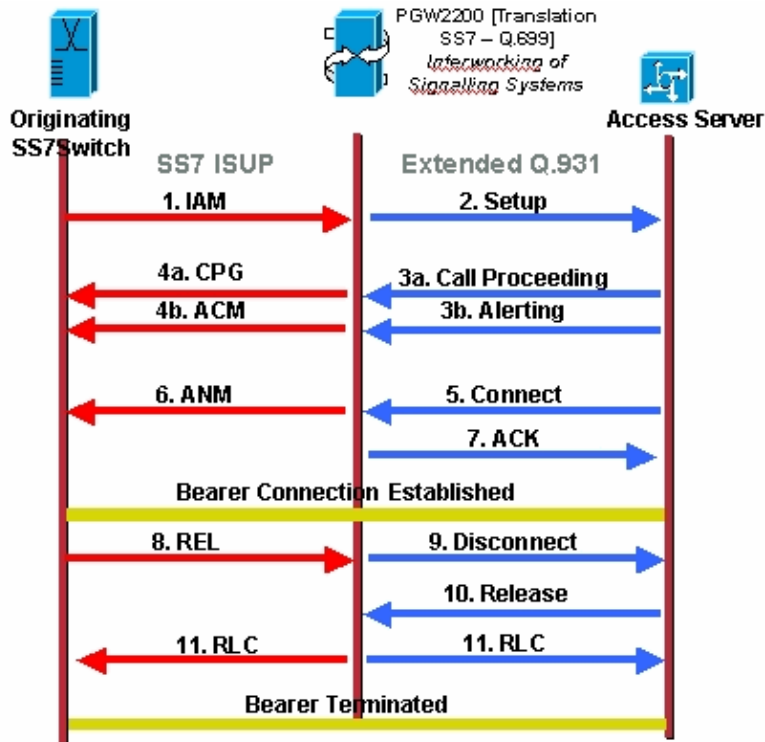 PGW2200 [Translation
SS7 – Q.699]
Interworking of
Signalling Systems
Originating
SS7Switch
Access Server
SS7 ISUP
Extended Q.931
1. IAM
2. Setup
4a. CPG
3a. Call Proceeding
4b. ACM
3b. Alerting
6. ANM
5. Connect
7. ACK
Bearer Connection Established
8. REL
9. Disconnect
10. Release
11. RLC
11. RLC
Bearer Terminated